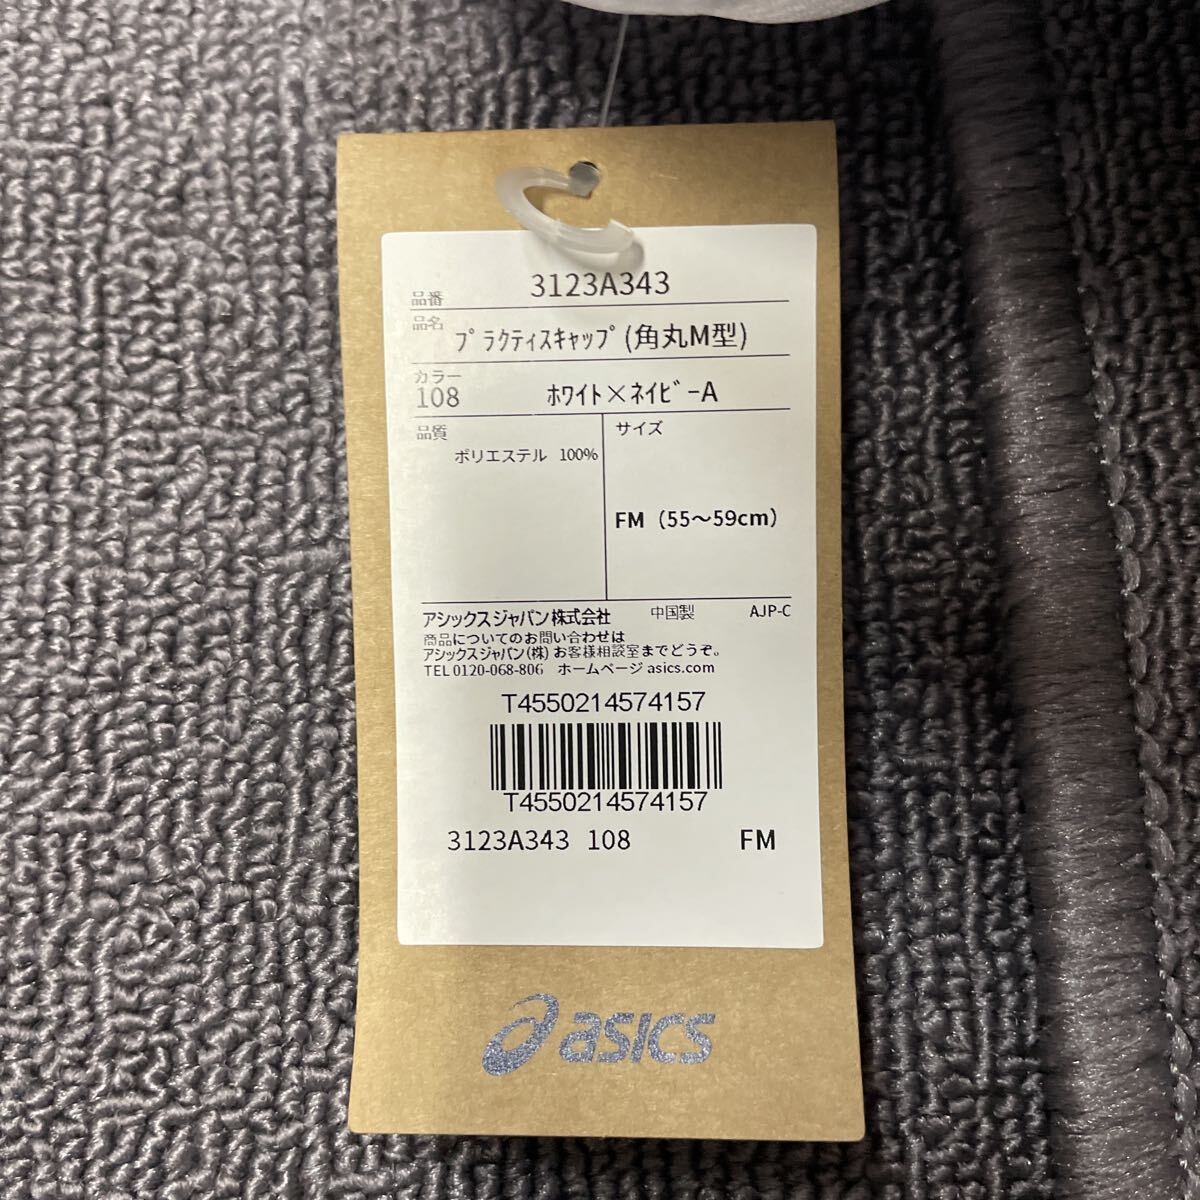 品番 3123A343
品名 ﾌﾟﾗｸﾃｨｽｷｬｯﾌﾟ(角丸M型)
カラー
108 ﾎﾜｲﾄ×ﾈｲﾋﾞｰA
品質 サイズ
ポリエステル 100%
FM（55～59cm）
アシックスジャパン株式会社 中国製 AJP-C
商品についてのお問い合わせは
アシックスジャパン(株)お客様相談室までどうぞ。
TEL 0120-068-806 ホームページ asics.com
T4550214574157
T4550214574157
3123A343 108 FM
asics